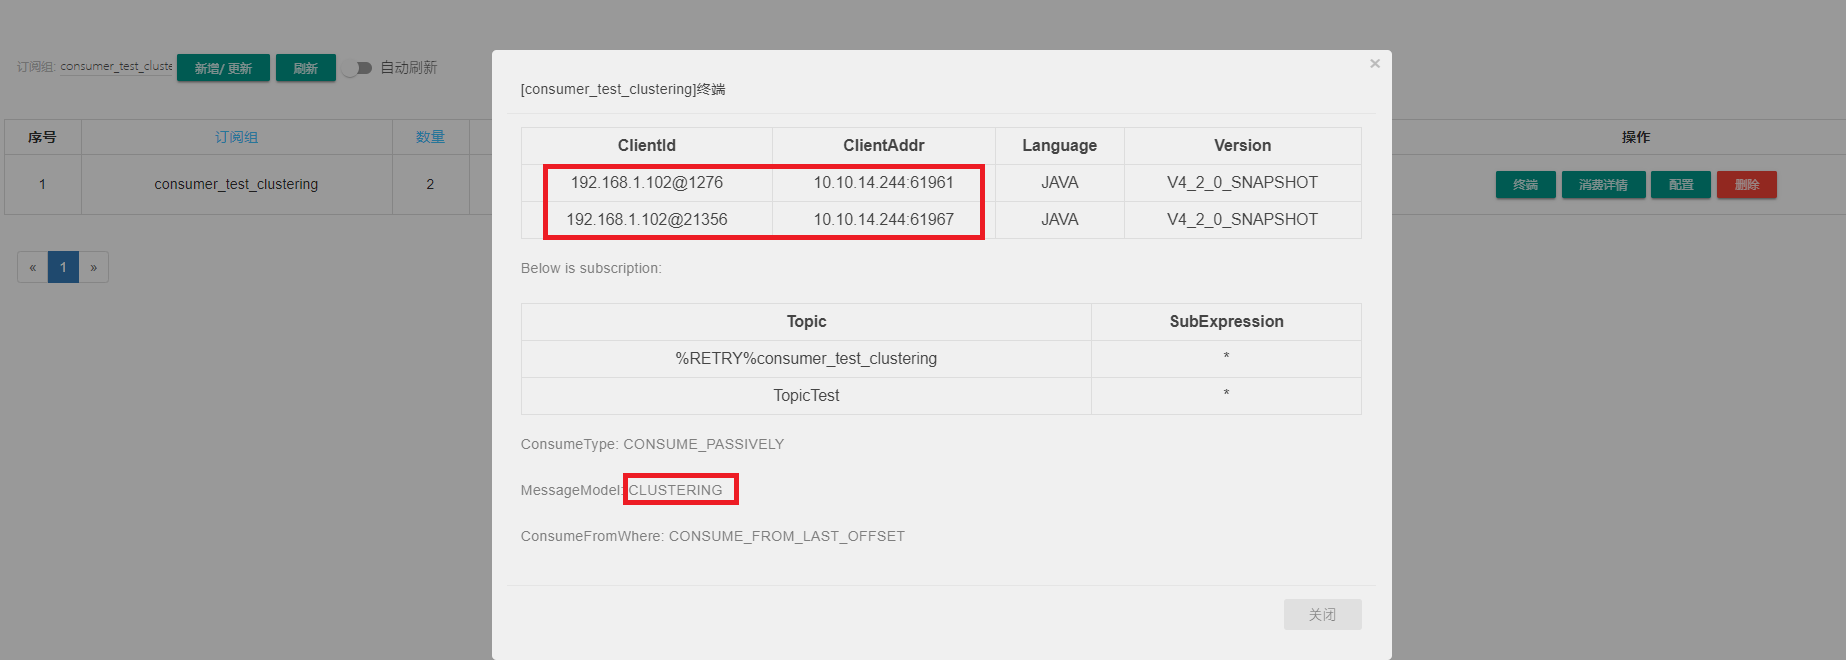 订阅组: consumer_test_cluste 新增/ 更新 刷新 自动刷新
序号 订阅组 数量 操作
1 consumer_test_clustering 2 终端 消费详情 配置 删除
« 1 »
×
[consumer_test_clustering]终端
ClientId ClientAddr Language Version
192.168.1.102@1276 10.10.14.244:61961 JAVA V4_2_0_SNAPSHOT
192.168.1.102@21356 10.10.14.244:61967 JAVA V4_2_0_SNAPSHOT
Below is subscription:
Topic SubExpression
%RETRY%consumer_test_clustering *
TopicTest *
ConsumeType: CONSUME_PASSIVELY
MessageModel: CLUSTERING
ConsumeFromWhere: CONSUME_FROM_LAST_OFFSET
关闭